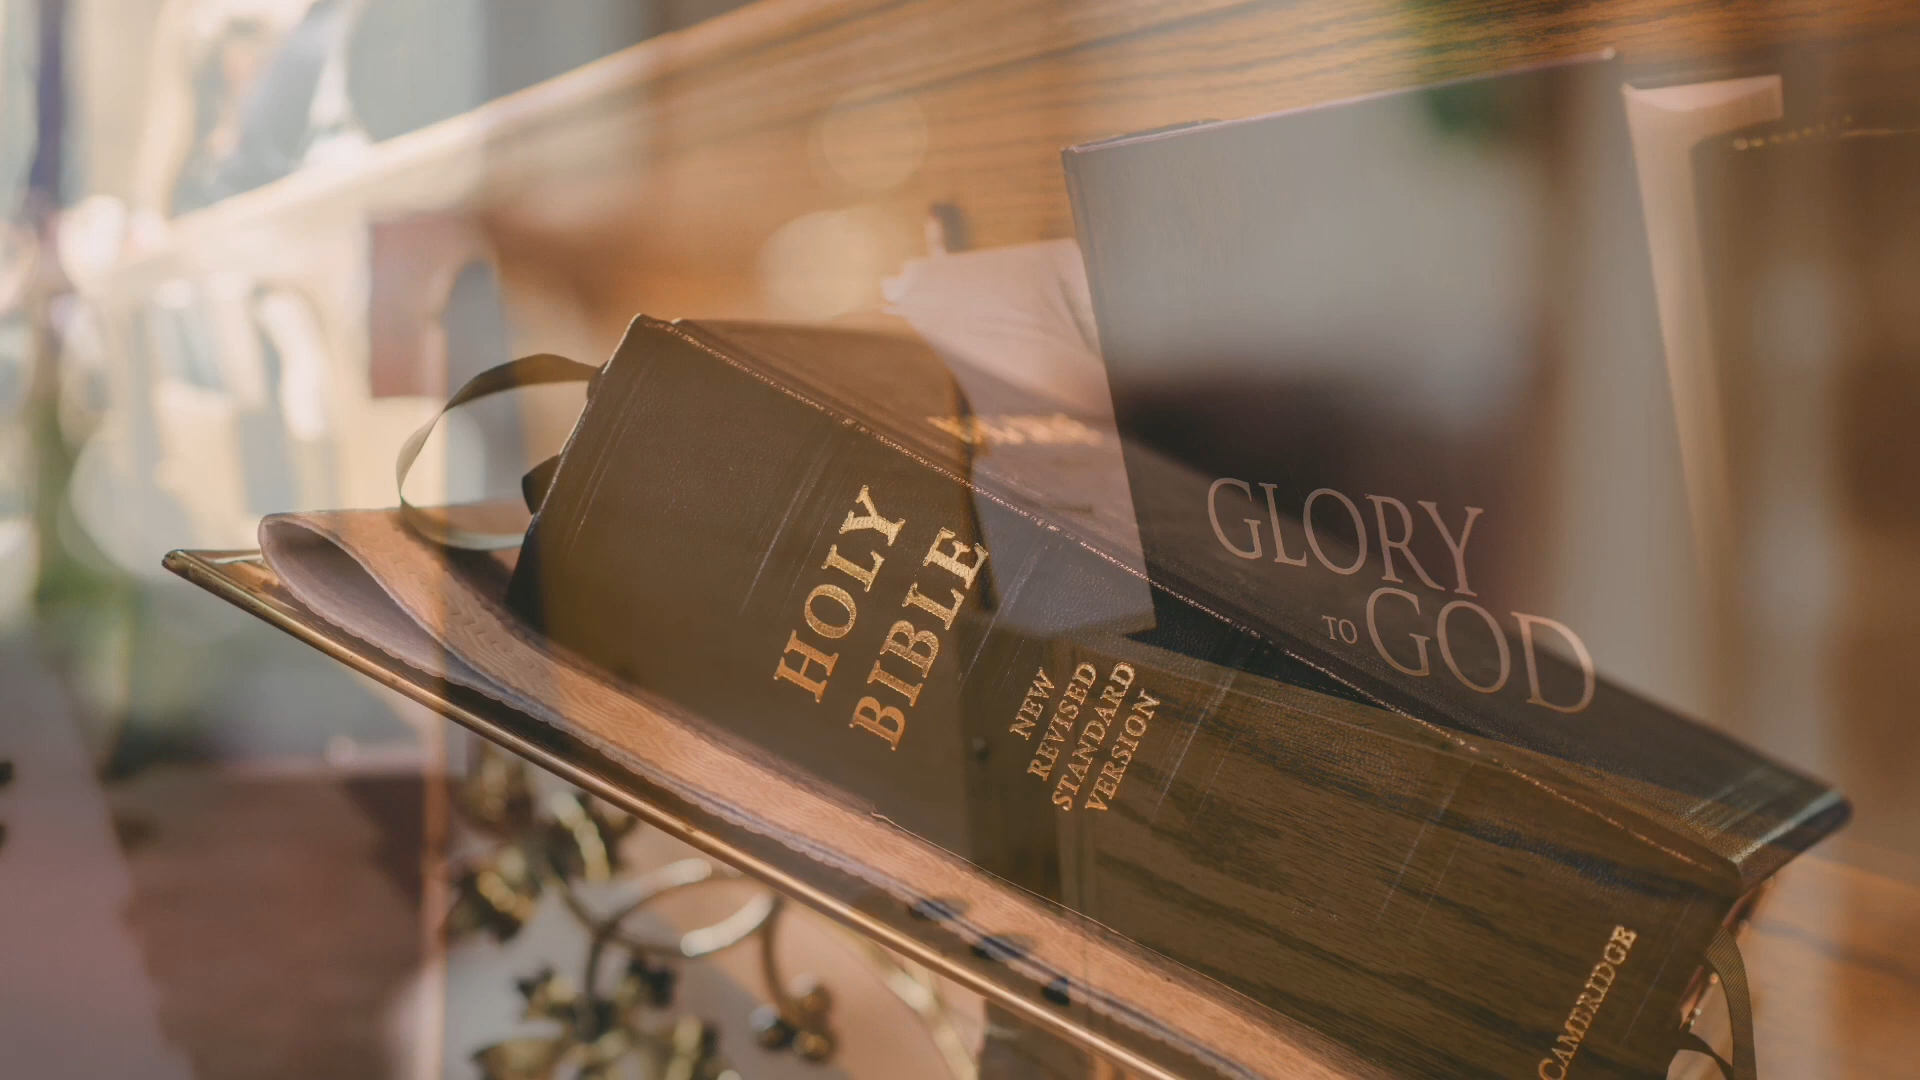 HOLY
BIBLE
NEW
REVISED
STANDARD
VERSION
CAMBRIDGE
GLORY
TO GOD